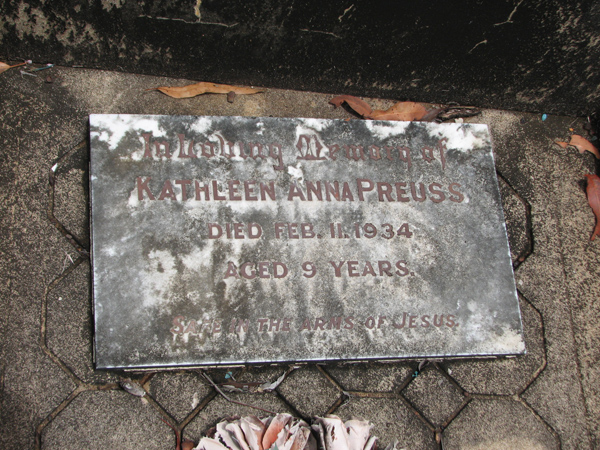 In Loving Memory of
KATHLEEN ANNA PREUSS
DIED FEB. 11. 1934
AGED 9 YEARS.
SAFE IN THE ARMS OF JESUS.